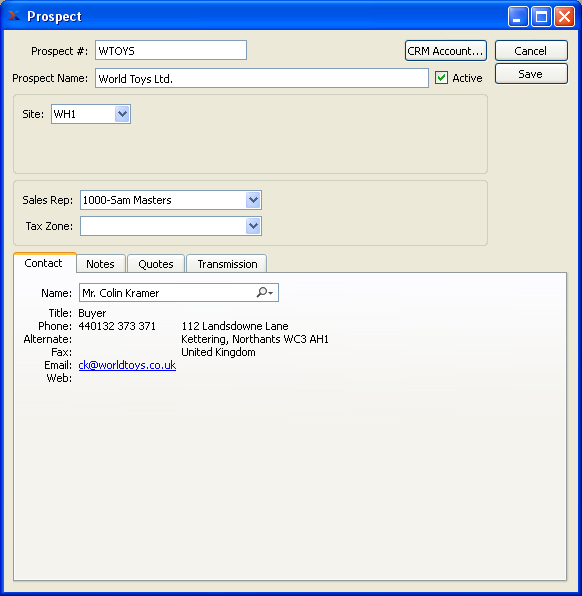 Prospect
Prospect #: WTOYS CRM Account... Cancel
Prospect Name: World Toys Ltd. Active Save
Site: WH1
Sales Rep: 1000-Sam Masters
Tax Zone:
Contact Notes Quotes Transmission
Name: Mr. Colin Kramer
Title: Buyer
Phone: 440132 373 371 112 Landsdowne Lane
Alternate: Kettering, Northants WC3 AH1
Fax: United Kingdom
Email: ck@worldtoys.co.uk
Web: